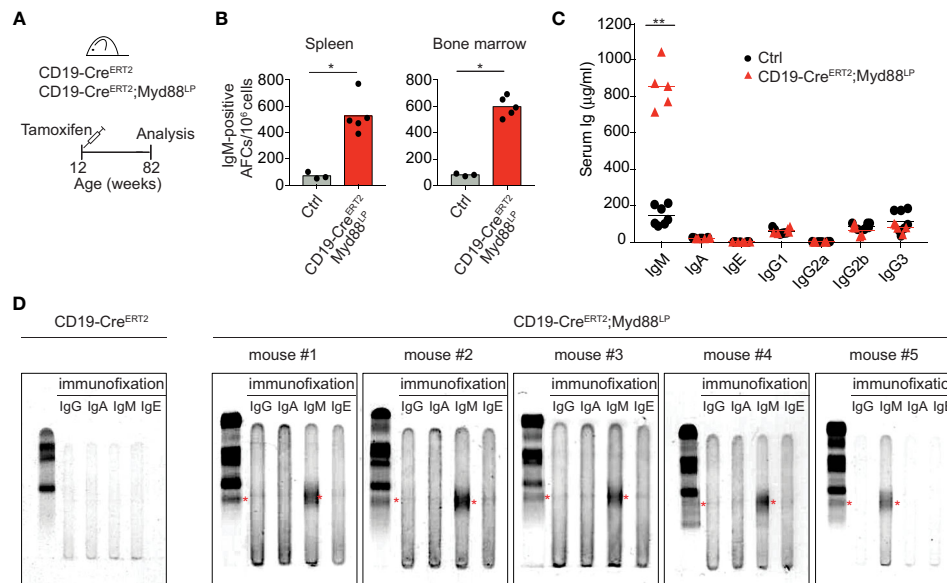 A
CD19-Cre^ERT2
CD19-Cre^ERT2;Myd88^LP
Tamoxifen
Analysis
12
82
Age (weeks)
B
Spleen
Bone marrow
IgM-positive
AFCs/10^6 cells
*
800
600
400
200
0
Ctrl
CD19-Cre^ERT2
Myd88^LP
*
800
600
400
200
0
Ctrl
CD19-Cre^ERT2
Myd88^LP
C
**
Ctrl
CD19-Cre^ERT2;Myd88^LP
Serum Ig (μg/ml)
1200
1000
800
600
400
200
0
IgM
IgA
IgE
IgG1
IgG2a
IgG2b
IgG3
D
CD19-Cre^ERT2
CD19-Cre^ERT2;Myd88^LP
mouse #1
mouse #2
mouse #3
mouse #4
mouse #5
immunofixation
IgG IgA IgM IgE
immunofixation
IgG IgA IgM IgE
* *
immunofixation
IgG IgA IgM IgE
* *
immunofixation
IgG IgA IgM IgE
* *
immunofixation
IgG IgA IgM IgE
* *
immunofixation
IgG IgM IgA IgE
* *